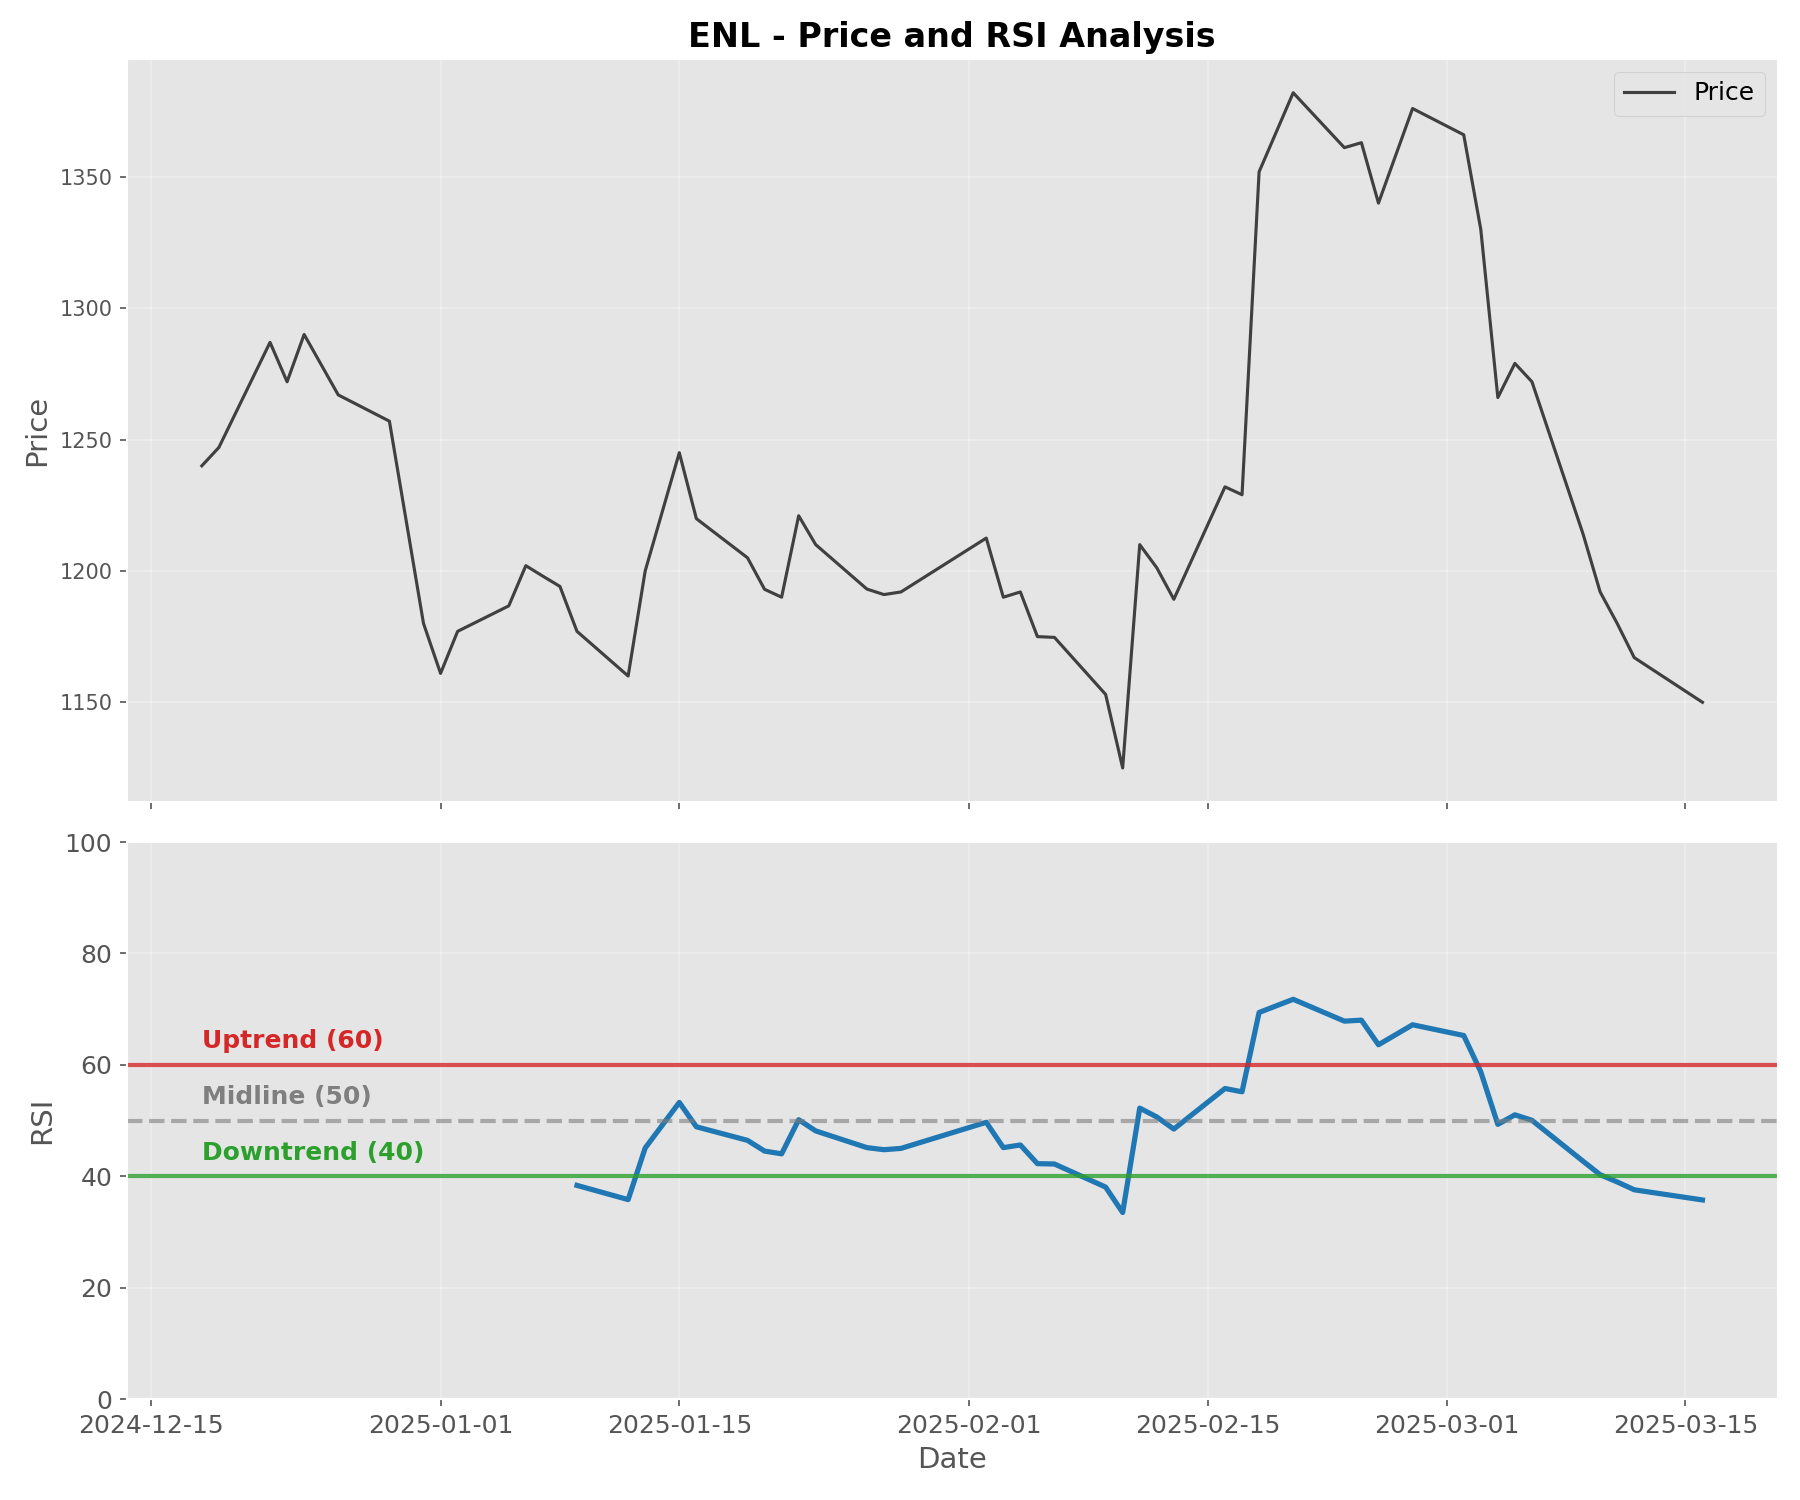 ENL - Price and RSI Analysis
Price
1350
1300
1250
1200
1150
Price
100
80
60
40
20
0
RSI
Uptrend (60)
Midline (50)
Downtrend (40)
2024-12-15 2025-01-01 2025-01-15 2025-02-01 2025-02-15 2025-03-01 2025-03-15
Date